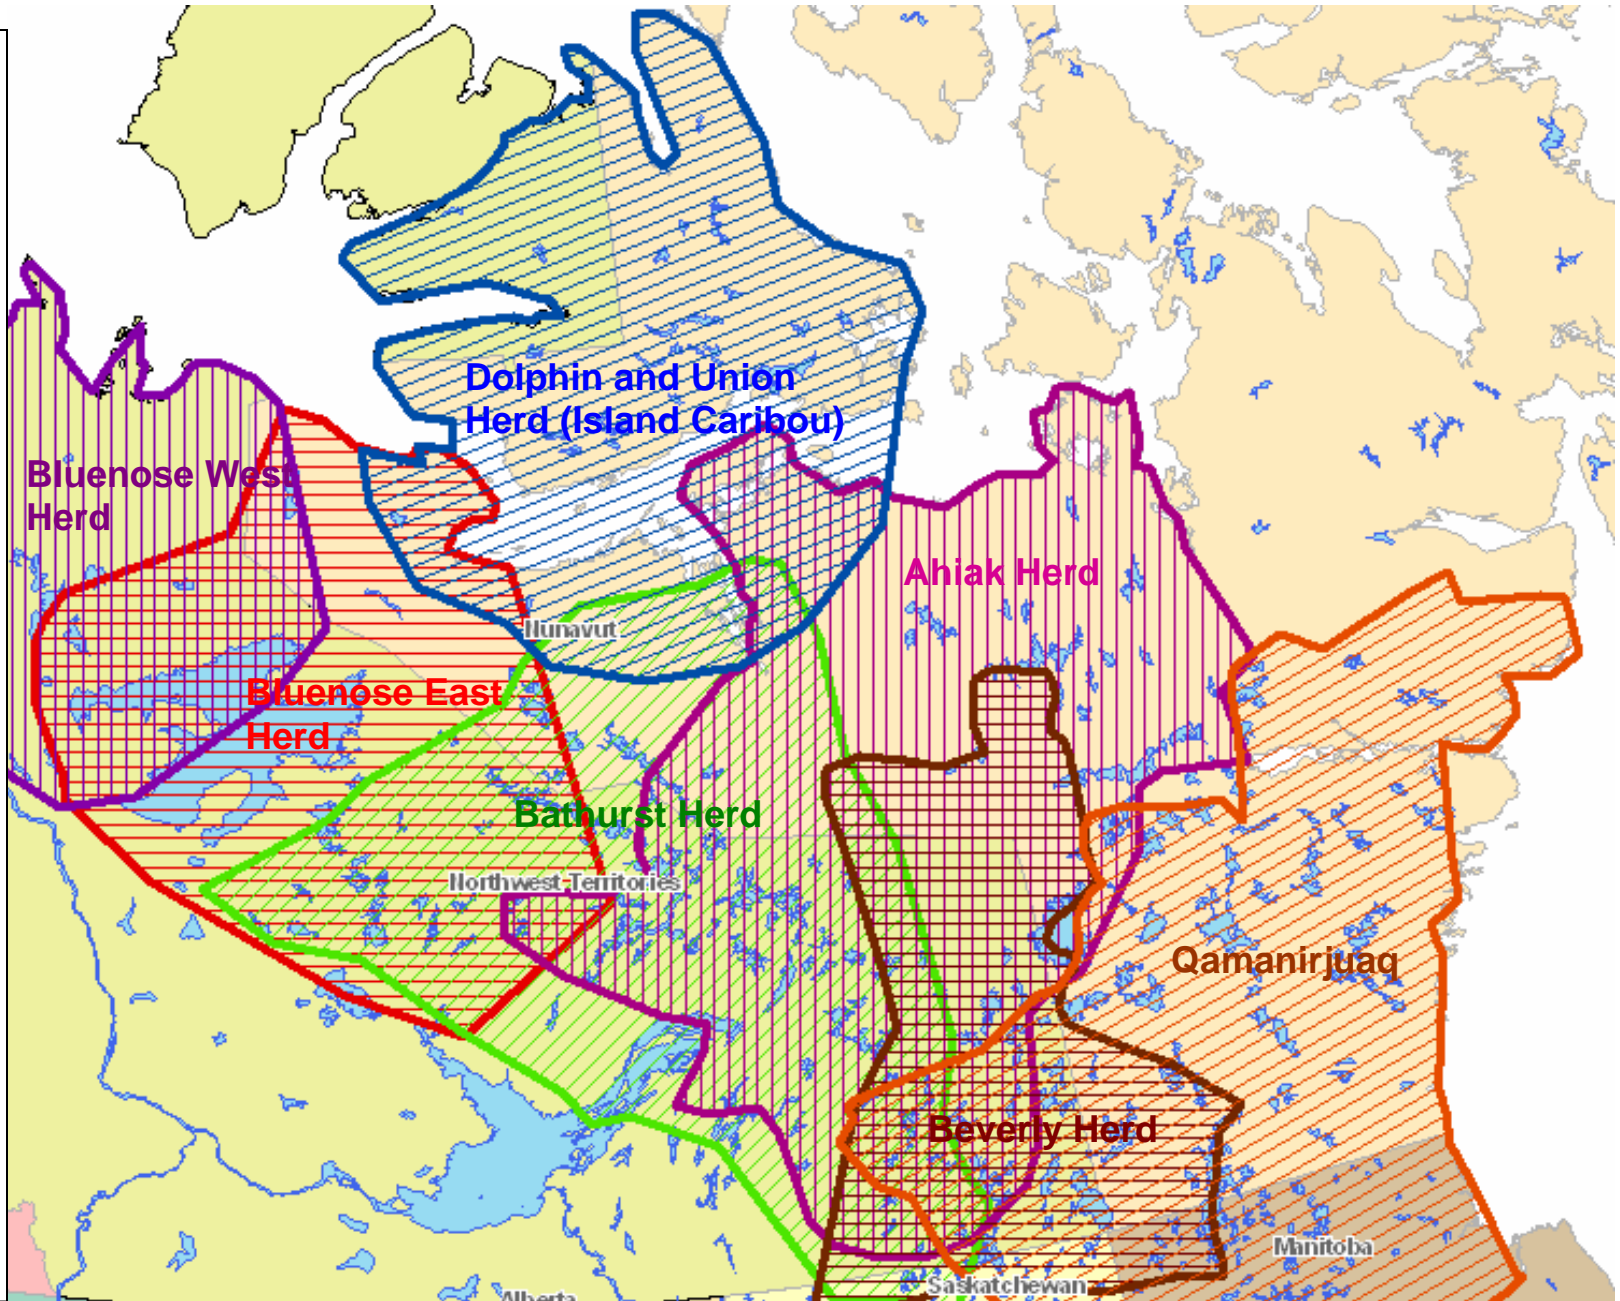 Dolphin and Union
Herd (Island Caribou)
Bluenose West
Herd
Ahiak Herd
Nunavut
Bluenose East
Herd
Bathurst Herd
Northwest Territories
Qamanirjuaq
Beverly Herd
Manitoba
Saskatchewan
Alberta